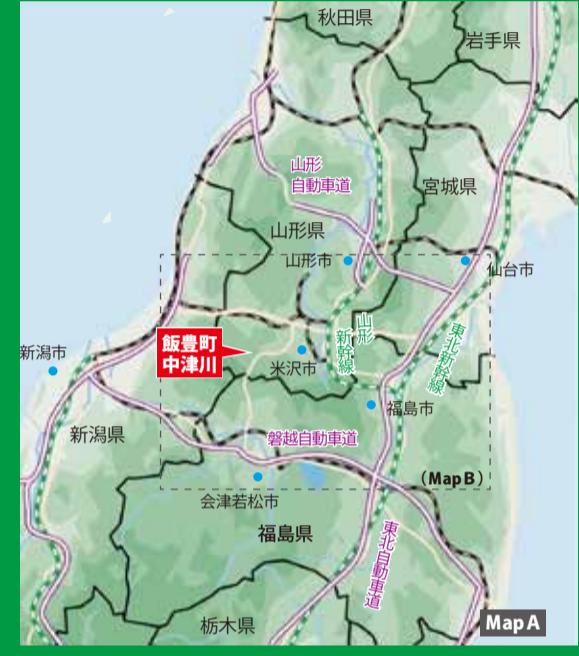 秋田県
岩手県
山形
自動車道
宮城県
山形県
山形市
仙台市
山形
新幹線
東北新幹線
飯豊町
中津川
新潟市
米沢市
福島市
新潟県
磐越自動車道
(Map B)
会津若松市
福島県
東北自動車道
栃木県
Map A